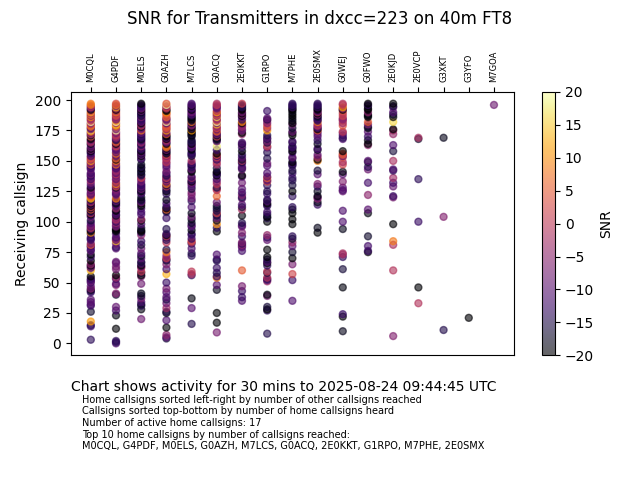 SNR for Transmitters in dxcc=223 on 40m FT8
M0CQL G4PDF M0ELS G0AZH M7LCS G0ACQ 2E0KKT G1RPO M7PHE 2E0SMX G0WEJ G0FWO 2E0KJD 2E0VCP G3XKT G3YFO M7GOA
Receiving callsign
200
175
150
125
100
75
50
25
0
20
15
10
5
0
−5
−10
−15
−20
SNR
Chart shows activity for 30 mins to 2025-08-24 09:44:45 UTC
Home callsigns sorted left-right by number of other callsigns reached
Callsigns sorted top-bottom by number of home callsigns heard
Number of active home callsigns: 17
Top 10 home callsigns by number of callsigns reached:
M0CQL, G4PDF, M0ELS, G0AZH, M7LCS, G0ACQ, 2E0KKT, G1RPO, M7PHE, 2E0SMX